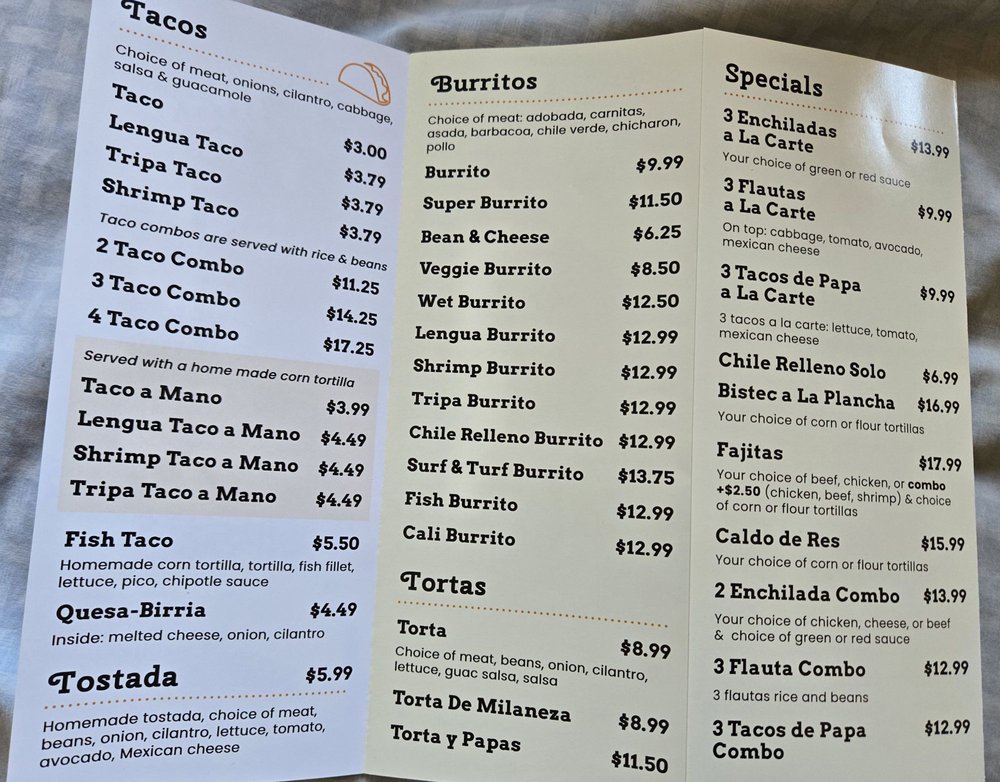 Tacos
Choice of meat, onions, cilantro, cabbage,
salsa & guacamole
Taco $3.00
Lengua Taco $3.79
Tripa Taco $3.79
Shrimp Taco $3.79
Taco combos are served with rice & beans
2 Taco Combo $11.25
3 Taco Combo $14.25
4 Taco Combo $17.25
Served with a home made corn tortilla
Taco a Mano $3.99
Lengua Taco a Mano $4.49
Shrimp Taco a Mano $4.49
Tripa Taco a Mano $4.49
Fish Taco $5.50
Homemade corn tortilla, tortilla, fish fillet,
lettuce, pico, chipotle sauce
Quesa-Birria $4.49
Inside: melted cheese, onion, cilantro
Tostada $5.99
Homemade tostada, choice of meat,
beans, onion, cilantro, lettuce, tomato,
avocado, Mexican cheese
Burritos
Choice of meat: adobada, carnitas,
asada, barbacoa, chile verde, chicharon,
pollo
Burrito $9.99
Super Burrito $11.50
Bean & Cheese $6.25
Veggie Burrito $8.50
Wet Burrito $12.50
Lengua Burrito $12.99
Shrimp Burrito $12.99
Tripa Burrito $12.99
Chile Relleno Burrito $12.99
Surf & Turf Burrito $13.75
Fish Burrito $12.99
Cali Burrito $12.99
Tortas
Torta $8.99
Choice of meat, beans, onion, cilantro,
lettuce, guac salsa, salsa
Torta De Milaneza $8.99
Torta y Papas $11.50
Specials
3 Enchiladas
a La Carte $13.99
Your choice of green or red sauce
3 Flautas
a La Carte $9.99
On top: cabbage, tomato, avocado,
mexican cheese
3 Tacos de Papa
a La Carte $9.99
3 tacos a la carte: lettuce, tomato,
mexican cheese
Chile Relleno Solo $6.99
Bistec a La Plancha $16.99
Your choice of corn or flour tortillas
Fajitas $17.99
Your choice of beef, chicken, or combo
+$2.50 (chicken, beef, shrimp) & choice
of corn or flour tortillas
Caldo de Res $15.99
Your choice of corn or flour tortillas
2 Enchilada Combo $13.99
Your choice of chicken, cheese, or beef
& choice of green or red sauce
3 Flauta Combo $12.99
3 flautas rice and beans
3 Tacos de Papa $12.99
Combo